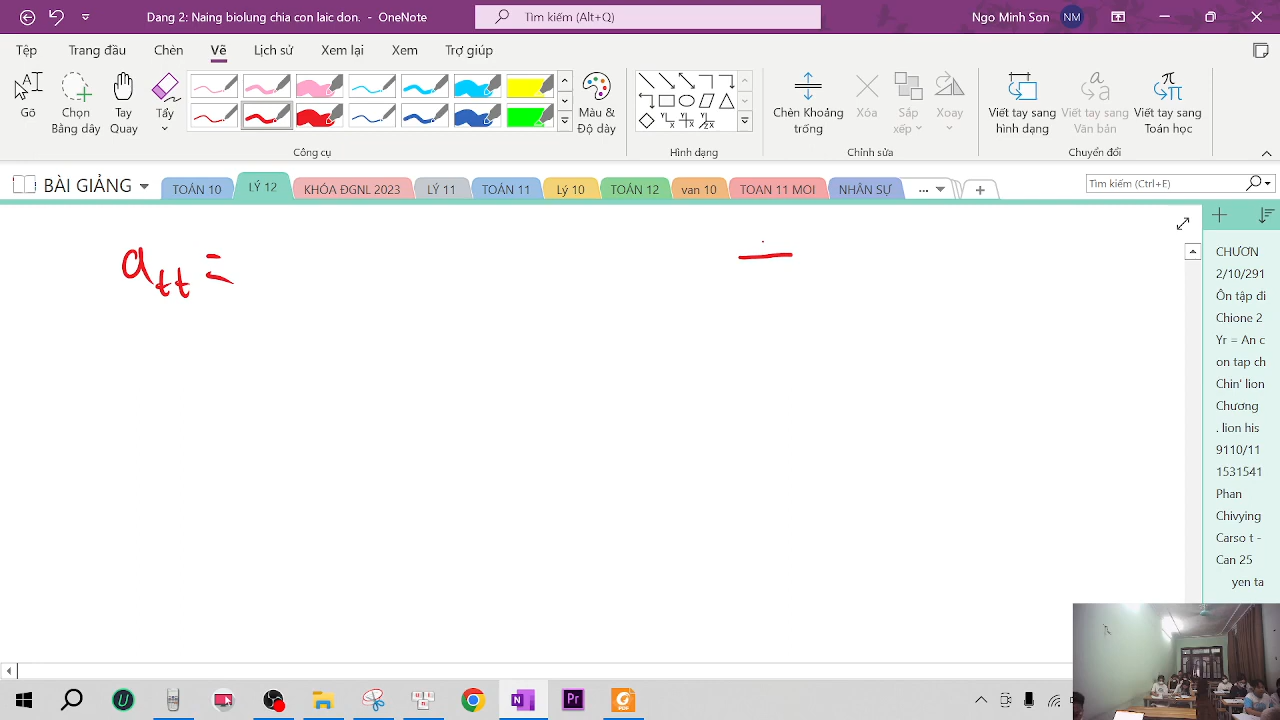 Dang 2: Naing biolung chia con laic don. - OneNote
Tìm kiếm (Alt+Q)
Ngo Minh Son
NM
Tệp
Trang đầu
Chèn
Vẽ
Lịch sử
Xem lại
Xem
Trợ giúp
Gõ
Chọn Bằng dây
Tay Quay
Tẩy
Màu & Độ dày
Chèn Khoảng trống
Xóa
Sắp xếp
Xoay
Viết tay sang hình dạng
Viết tay sang Văn bản
Viết tay sang Toán học
Công cụ
Hình dạng
Chỉnh sửa
Chuyển đổi
BÀI GIẢNG
TOÁN 10
LÝ 12
KHÓA ĐGNL 2023
LÝ 11
TOÁN 11
Lý 10
TOÁN 12
van 10
TOAN 11 MOI
NHÂN SỰ
...
Tìm kiếm (Ctrl+E)
a_tt =
CHƯƠN
2/10/291
Ôn tập đi
Chione 2
Yr = An c
on tap ch
Chin' lion
Chương
. lion his
9110/11
1531541
Phan
Chivying
Carso t -
Can 25
yen ta